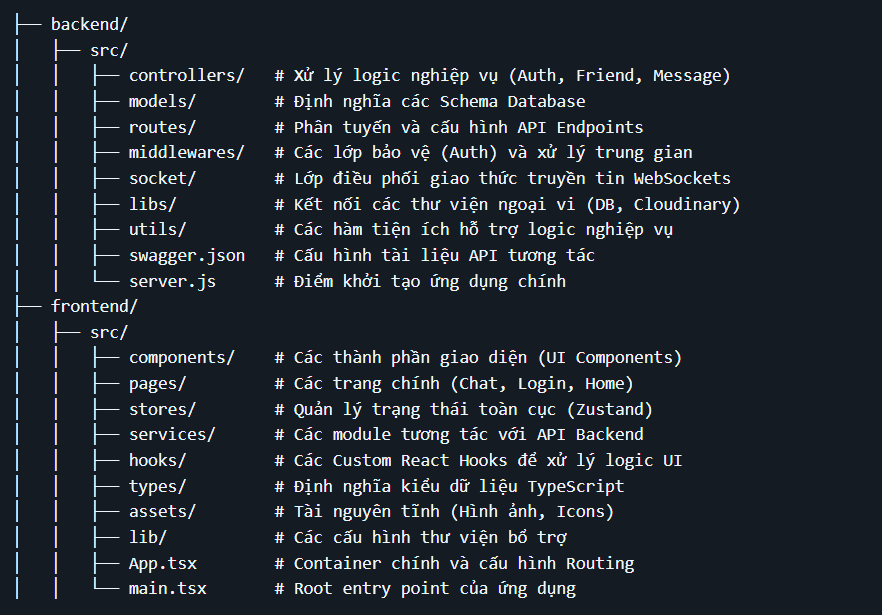 ├── backend/
│   ├── src/
│   │   ├── controllers/   # Xử lý logic nghiệp vụ (Auth, Friend, Message)
│   │   ├── models/        # Định nghĩa các Schema Database
│   │   ├── routes/        # Phân tuyến và cấu hình API Endpoints
│   │   ├── middlewares/   # Các lớp bảo vệ (Auth) và xử lý trung gian
│   │   ├── socket/        # Lớp điều phối giao thức truyền tin WebSockets
│   │   ├── libs/          # Kết nối các thư viện ngoại vi (DB, Cloudinary)
│   │   ├── utils/         # Các hàm tiện ích hỗ trợ logic nghiệp vụ
│   │   ├── swagger.json   # Cấu hình tài liệu API tương tác
│   │   └── server.js      # Điểm khởi tạo ứng dụng chính
├── frontend/
│   ├── src/
│   │   ├── components/    # Các thành phần giao diện (UI Components)
│   │   ├── pages/         # Các trang chính (Chat, Login, Home)
│   │   ├── stores/        # Quản lý trạng thái toàn cục (Zustand)
│   │   ├── services/      # Các module tương tác với API Backend
│   │   ├── hooks/         # Các Custom React Hooks để xử lý logic UI
│   │   ├── types/         # Định nghĩa kiểu dữ liệu TypeScript
│   │   ├── assets/        # Tài nguyên tĩnh (Hình ảnh, Icons)
│   │   ├── lib/           # Các cấu hình thư viện bổ trợ
│   │   ├── App.tsx        # Container chính và cấu hình Routing
│   │   └── main.tsx       # Root entry point của ứng dụng